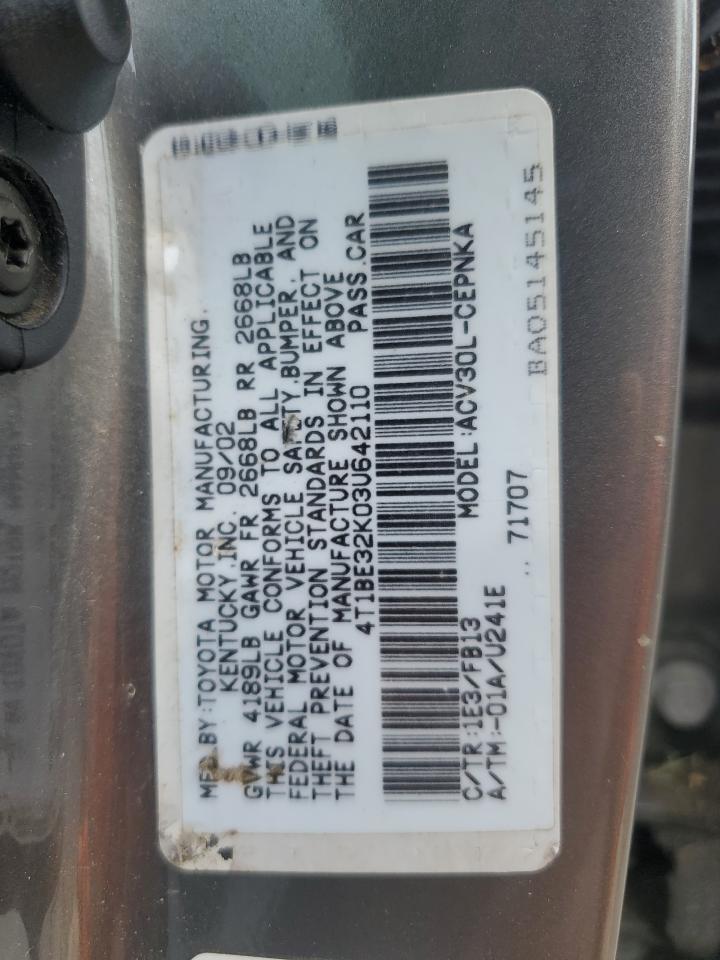 MFD.BY:TOYOTA MOTOR MANUFACTURING,
KENTUCKY,INC. 09/02
GVWR 4189LB GAWR FR 2668LB RR 2668LB
THIS VEHICLE CONFORMS TO ALL APPLICABLE
FEDERAL MOTOR VEHICLE SAFETY,BUMPER, AND
THEFT PREVENTION STANDARDS IN EFFECT ON
THE DATE OF MANUFACTURE SHOWN ABOVE
4T1BE32K03U642110 PASS.CAR
C/TR:1E3/FB13 MODEL:ACV30L-CEPNKA
A/TM:-01A/U241E
71707
BA05145145